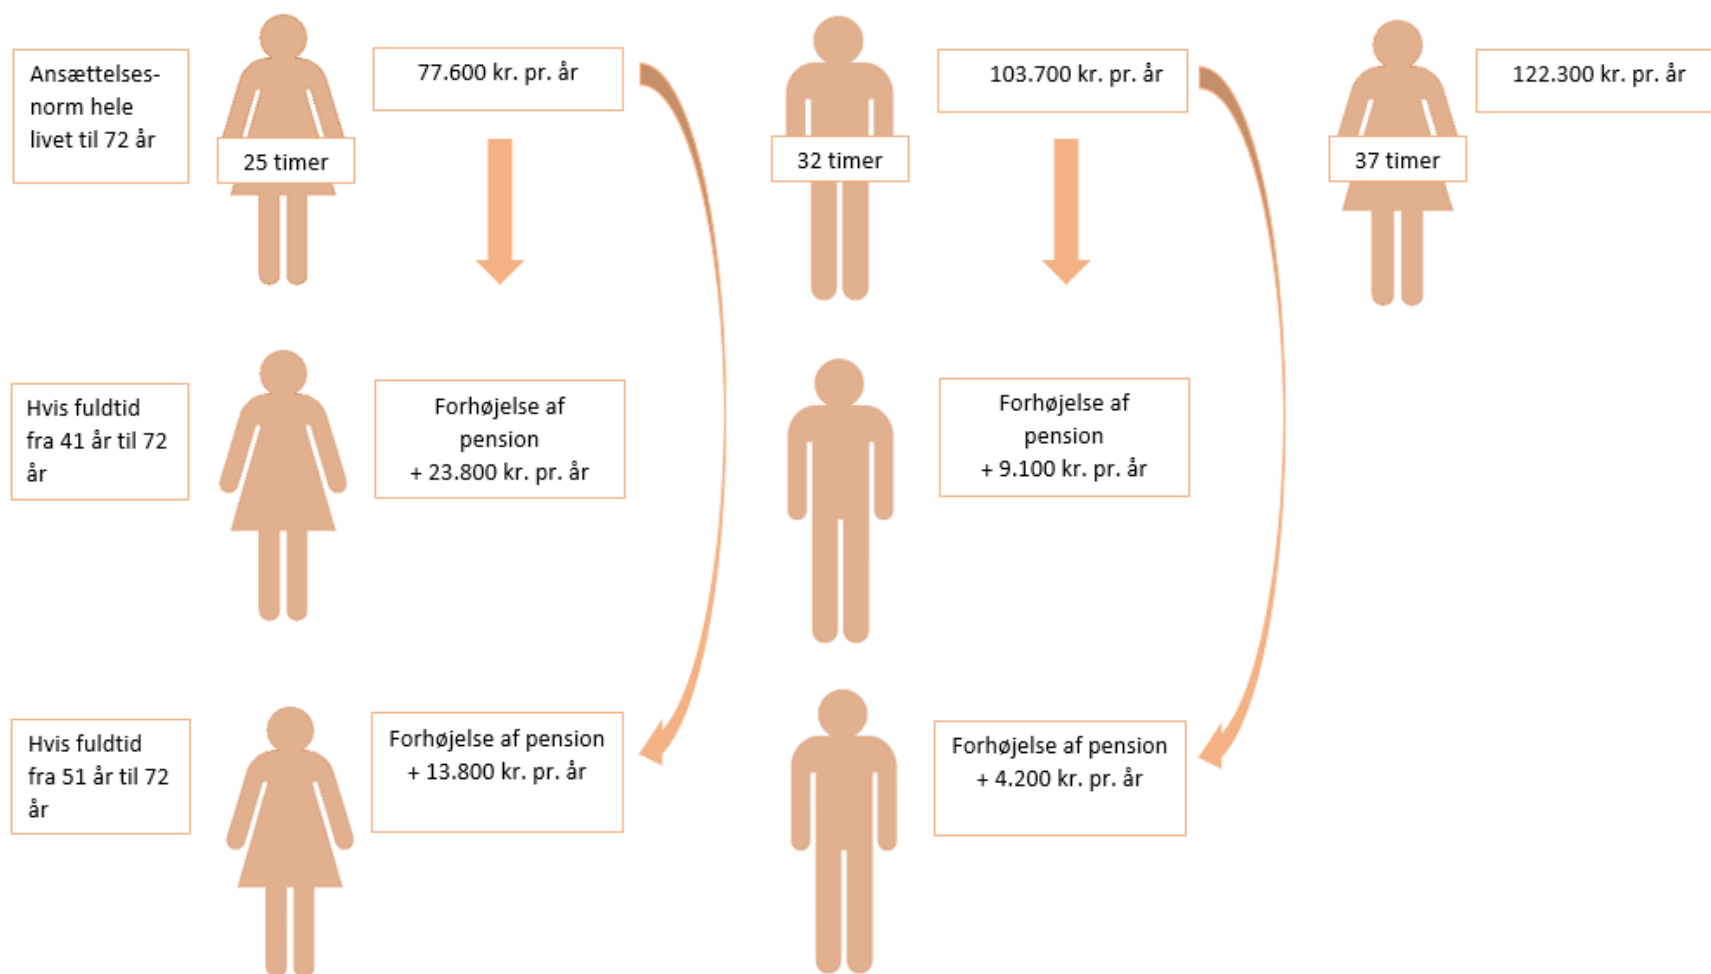 Ansættelses-
norm hele
livet til 72 år
77.600 kr. pr. år
25 timer
103.700 kr. pr. år
32 timer
122.300 kr. pr. år
37 timer
Hvis fuldtid
fra 41 år til 72
år
Forhøjelse af
pension
+ 23.800 kr. pr. år
Forhøjelse af
pension
+ 9.100 kr. pr. år
Hvis fuldtid
fra 51 år til 72
år
Forhøjelse af pension
+ 13.800 kr. pr. år
Forhøjelse af pension
+ 4.200 kr. pr. år